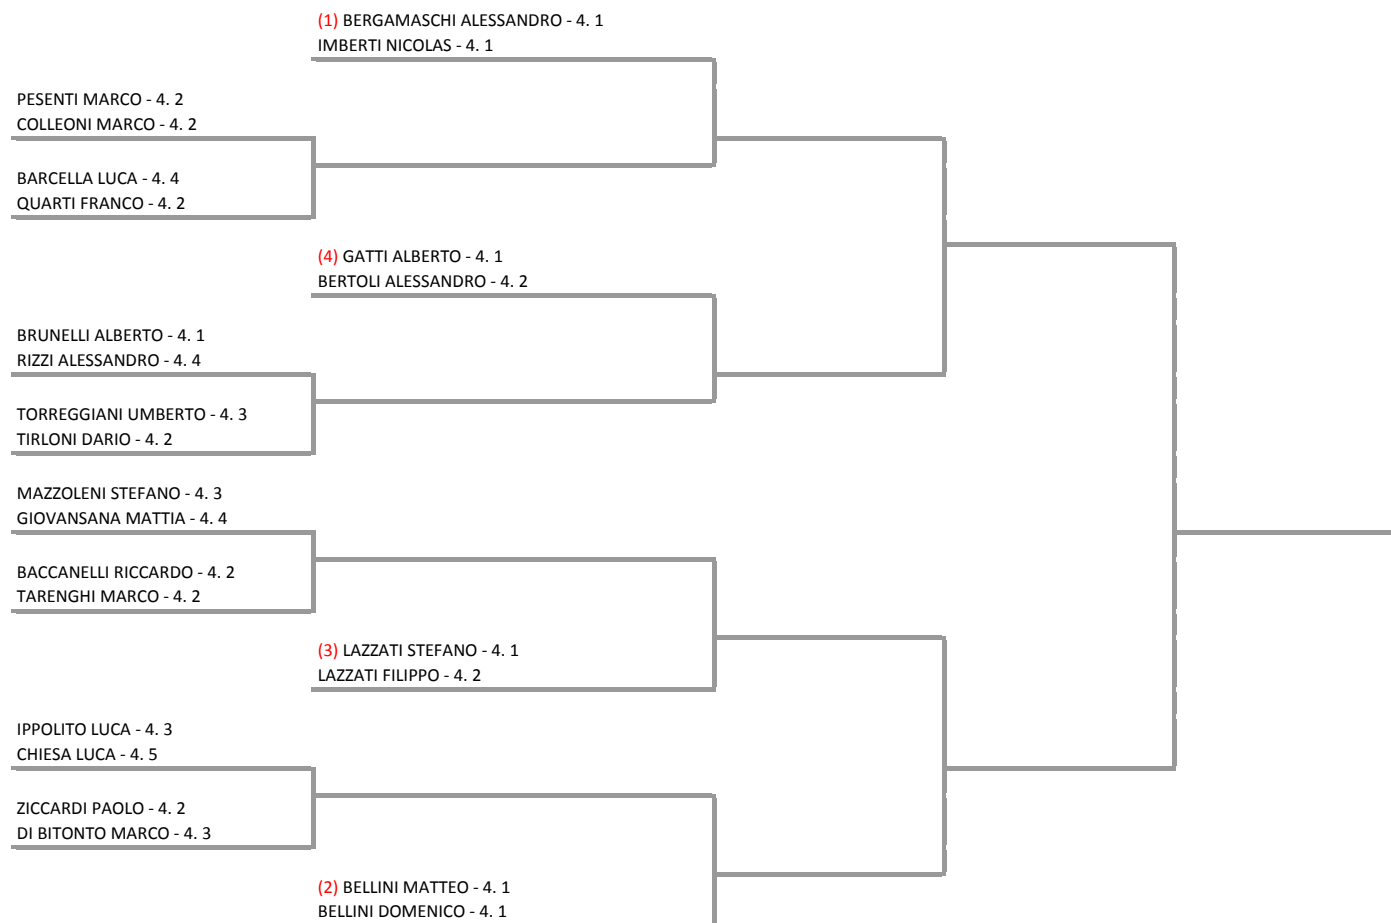 (1) BERGAMASCHI ALESSANDRO - 4. 1
IMBERTI NICOLAS - 4. 1
PESENTI MARCO - 4. 2
COLLEONI MARCO - 4. 2
BARCELLA LUCA - 4. 4
QUARTI FRANCO - 4. 2
(4) GATTI ALBERTO - 4. 1
BERTOLI ALESSANDRO - 4. 2
BRUNELLI ALBERTO - 4. 1
RIZZI ALESSANDRO - 4. 4
TORREGGIANI UMBERTO - 4. 3
TIRLONI DARIO - 4. 2
MAZZOLENI STEFANO - 4. 3
GIOVANSANA MATTIA - 4. 4
BACCANELLI RICCARDO - 4. 2
TARENGHI MARCO - 4. 2
(3) LAZZATI STEFANO - 4. 1
LAZZATI FILIPPO - 4. 2
IPPOLITO LUCA - 4. 3
CHIESA LUCA - 4. 5
ZICCARDI PAOLO - 4. 2
DI BITONTO MARCO - 4. 3
(2) BELLINI MATTEO - 4. 1
BELLINI DOMENICO - 4. 1